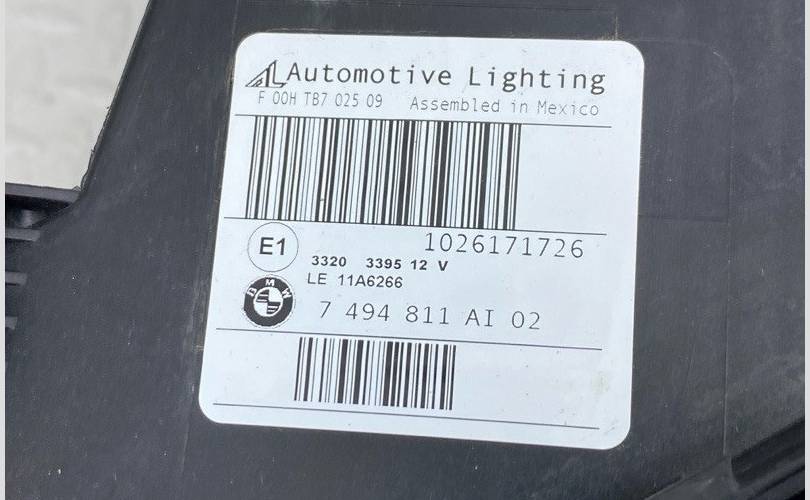 AL Automotive Lighting
F 00H TB7 025 09 Assembled in Mexico
1026171726
E1
3320 3395 12 V
LE 11A6266
BMW
7 494 811 AI 02